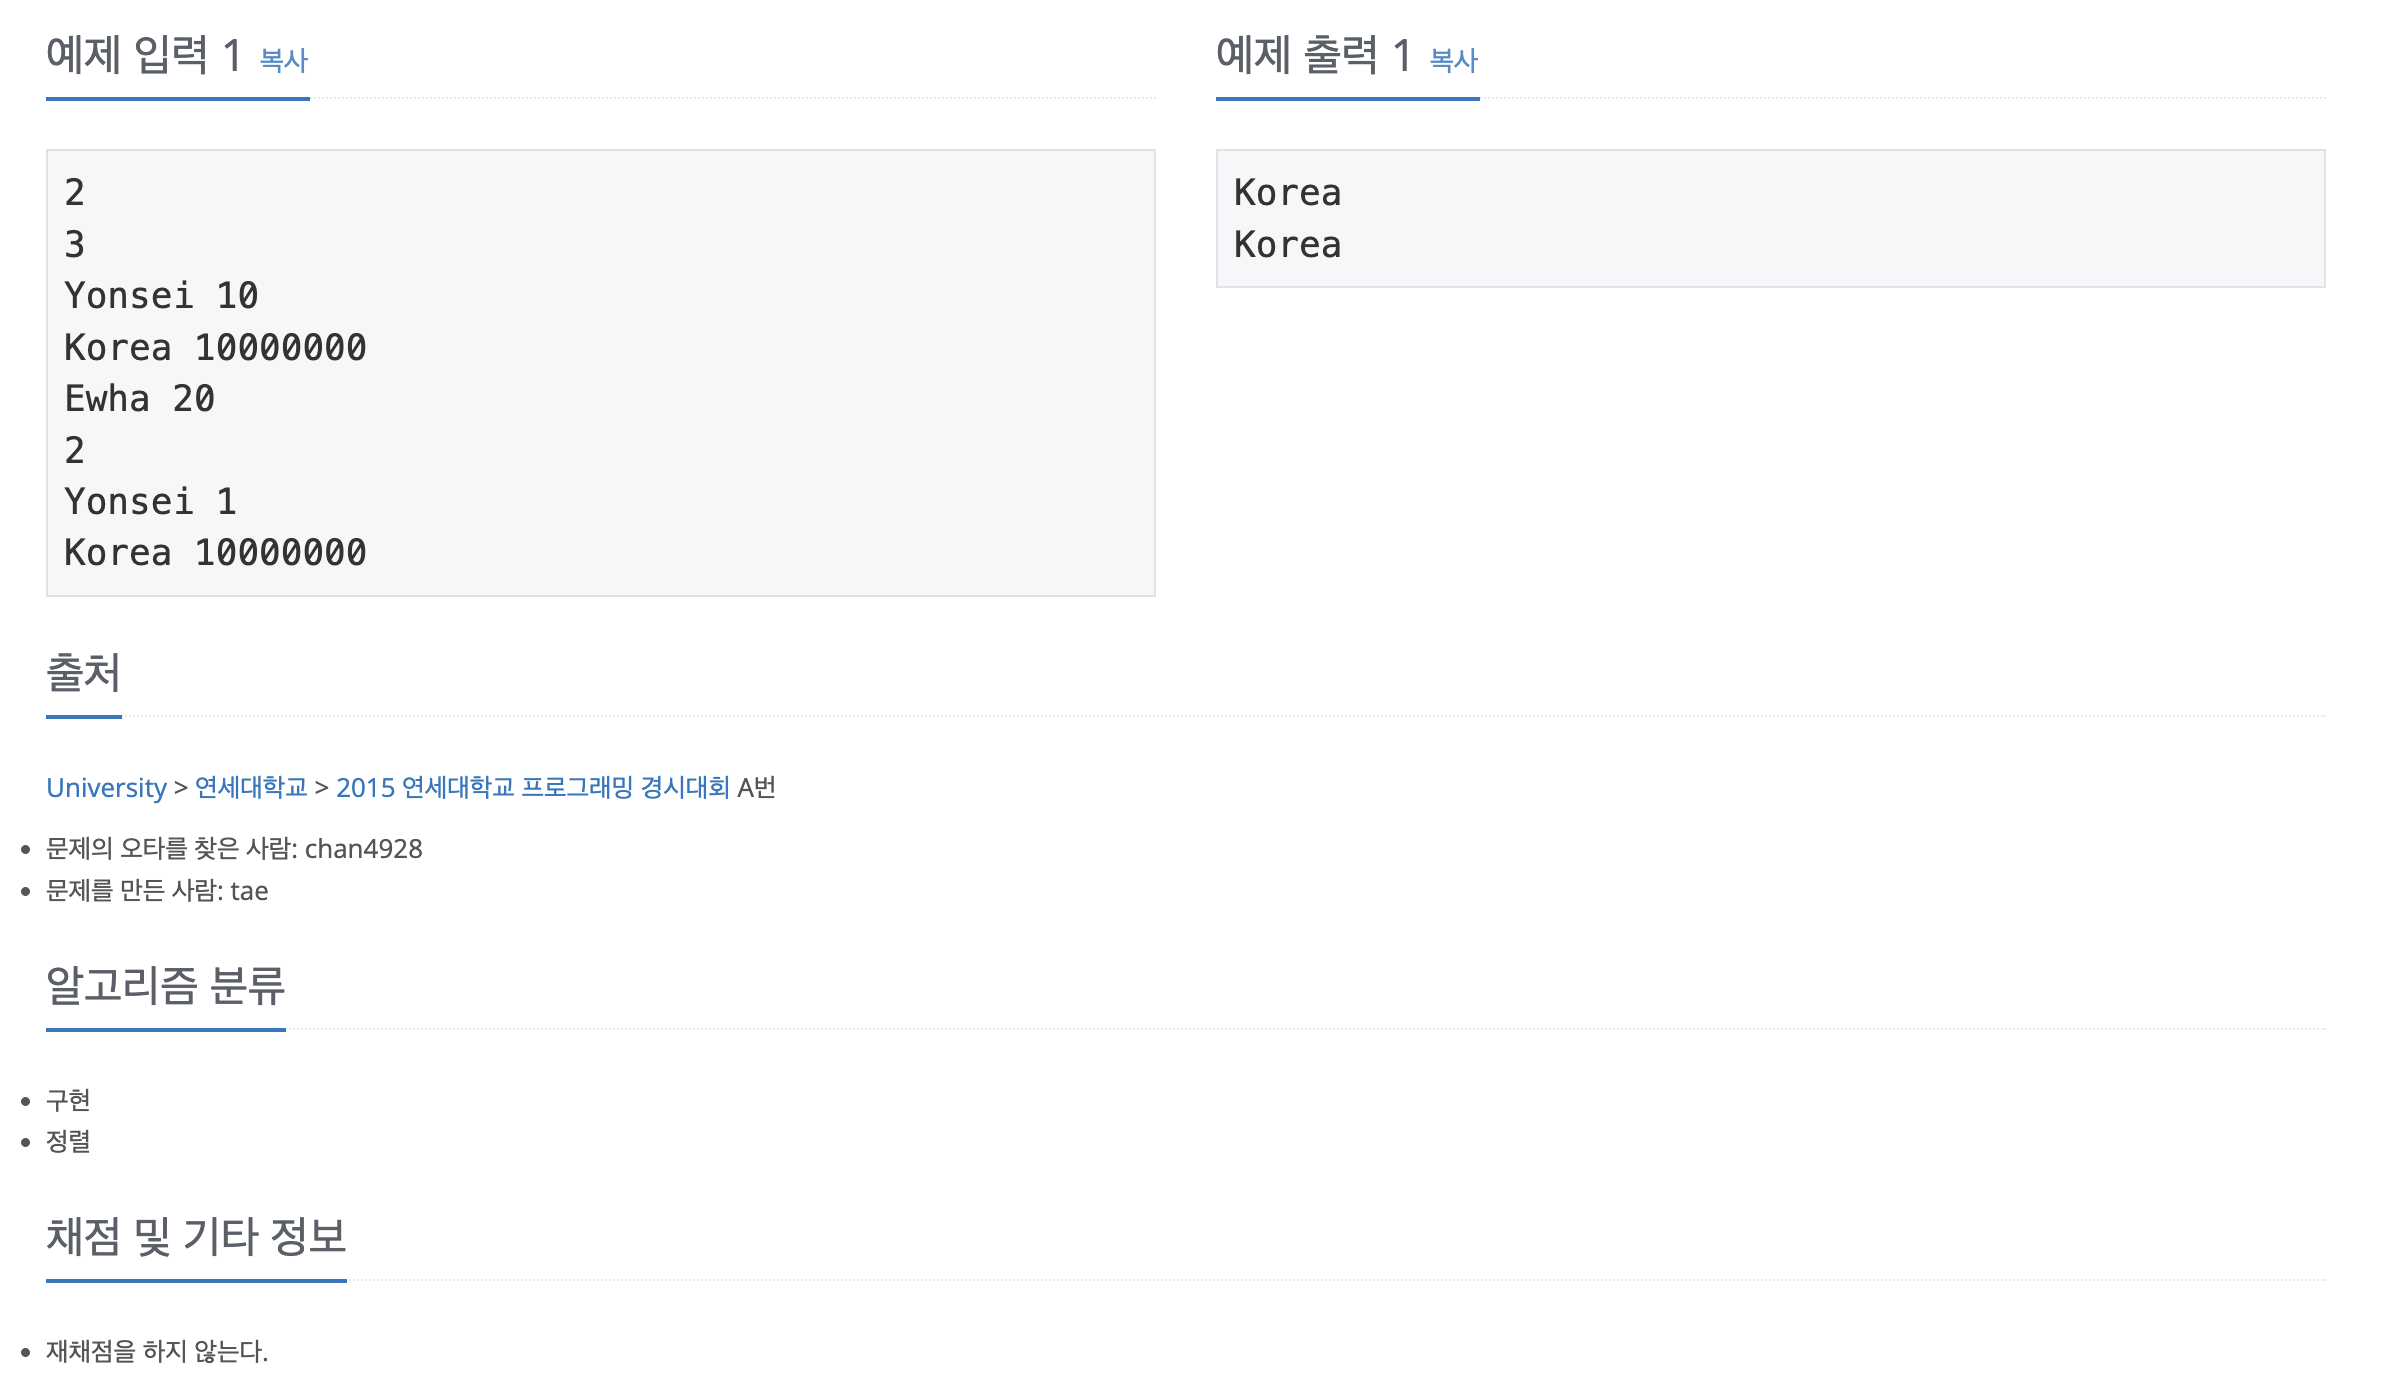 예제 입력 1 복사
2
3
Yonsei 10
Korea 10000000
Ewha 20
2
Yonsei 1
Korea 10000000
예제 출력 1 복사
Korea
Korea
출처
University > 연세대학교 > 2015 연세대학교 프로그래밍 경시대회 A번
문제의 오타를 찾은 사람: chan4928
문제를 만든 사람: tae
알고리즘 분류
구현
정렬
채점 및 기타 정보
재채점을 하지 않는다.